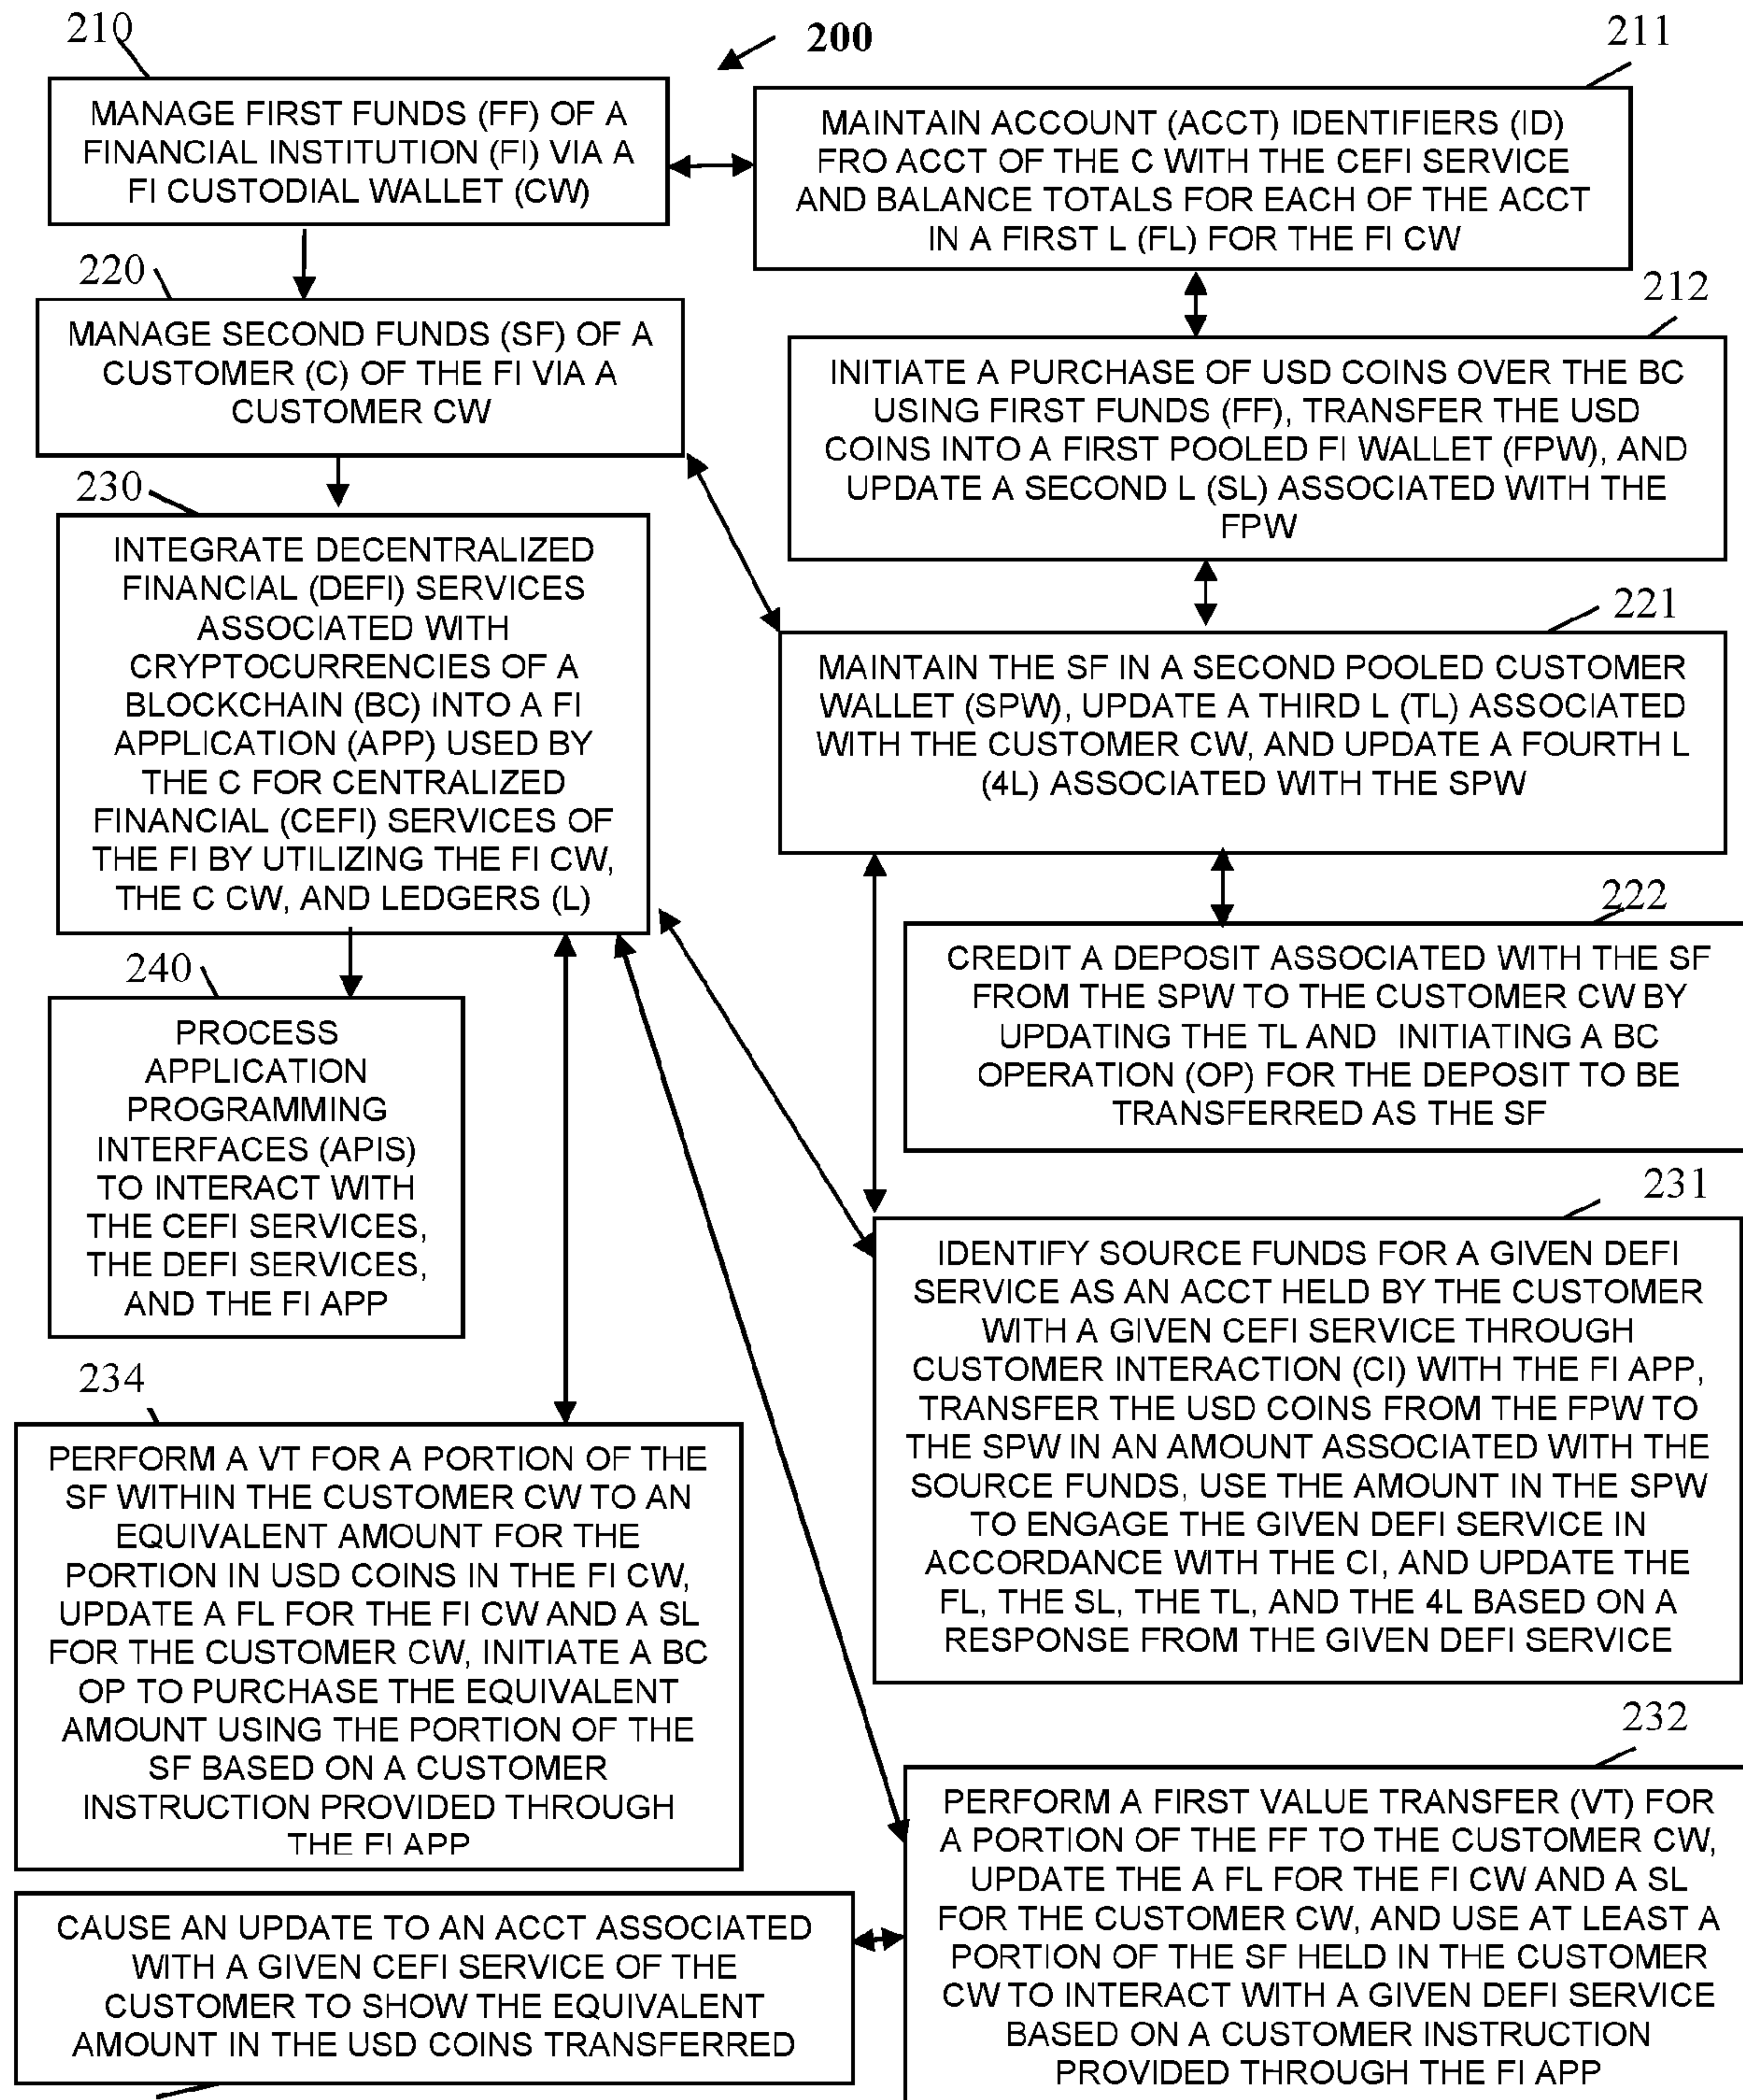 200
210
MANAGE FIRST FUNDS (FF) OF A
FINANCIAL INSTITUTION (FI) VIA A
FI CUSTODIAL WALLET (CW)
211
MAINTAIN ACCOUNT (ACCT) IDENTIFIERS (ID)
FRO ACCT OF THE C WITH THE CEFI SERVICE
AND BALANCE TOTALS FOR EACH OF THE ACCT
IN A FIRST L (FL) FOR THE FI CW
220
MANAGE SECOND FUNDS (SF) OF A
CUSTOMER (C) OF THE FI VIA A
CUSTOMER CW
212
INITIATE A PURCHASE OF USD COINS OVER THE BC
USING FIRST FUNDS (FF), TRANSFER THE USD
COINS INTO A FIRST POOLED FI WALLET (FPW), AND
UPDATE A SECOND L (SL) ASSOCIATED WITH THE
FPW
230
INTEGRATE DECENTRALIZED
FINANCIAL (DEFI) SERVICES
ASSOCIATED WITH
CRYPTOCURRENCIES OF A
BLOCKCHAIN (BC) INTO A FI
APPLICATION (APP) USED BY
THE C FOR CENTRALIZED
FINANCIAL (CEFI) SERVICES OF
THE FI BY UTILIZING THE FI CW,
THE C CW, AND LEDGERS (L)
221
MAINTAIN THE SF IN A SECOND POOLED CUSTOMER
WALLET (SPW), UPDATE A THIRD L (TL) ASSOCIATED
WITH THE CUSTOMER CW, AND UPDATE A FOURTH L
(4L) ASSOCIATED WITH THE SPW
222
CREDIT A DEPOSIT ASSOCIATED WITH THE SF
FROM THE SPW TO THE CUSTOMER CW BY
UPDATING THE TL AND INITIATING A BC
OPERATION (OP) FOR THE DEPOSIT TO BE
TRANSFERRED AS THE SF
240
PROCESS
APPLICATION
PROGRAMMING
INTERFACES (APIS)
TO INTERACT WITH
THE CEFI SERVICES,
THE DEFI SERVICES,
AND THE FI APP
231
IDENTIFY SOURCE FUNDS FOR A GIVEN DEFI
SERVICE AS AN ACCT HELD BY THE CUSTOMER
WITH A GIVEN CEFI SERVICE THROUGH
CUSTOMER INTERACTION (CI) WITH THE FI APP,
TRANSFER THE USD COINS FROM THE FPW TO
THE SPW IN AN AMOUNT ASSOCIATED WITH THE
SOURCE FUNDS, USE THE AMOUNT IN THE SPW
TO ENGAGE THE GIVEN DEFI SERVICE IN
ACCORDANCE WITH THE CI, AND UPDATE THE
FL, THE SL, THE TL, AND THE 4L BASED ON A
RESPONSE FROM THE GIVEN DEFI SERVICE
234
PERFORM A VT FOR A PORTION OF THE
SF WITHIN THE CUSTOMER CW TO AN
EQUIVALENT AMOUNT FOR THE
PORTION IN USD COINS IN THE FI CW,
UPDATE A FL FOR THE FI CW AND A SL
FOR THE CUSTOMER CW, INITIATE A BC
OP TO PURCHASE THE EQUIVALENT
AMOUNT USING THE PORTION OF THE
SF BASED ON A CUSTOMER
INSTRUCTION PROVIDED THROUGH
THE FI APP
232
PERFORM A FIRST VALUE TRANSFER (VT) FOR
A PORTION OF THE FF TO THE CUSTOMER CW,
UPDATE THE A FL FOR THE FI CW AND A SL
FOR THE CUSTOMER CW, AND USE AT LEAST A
PORTION OF THE SF HELD IN THE CUSTOMER
CW TO INTERACT WITH A GIVEN DEFI SERVICE
BASED ON A CUSTOMER INSTRUCTION
PROVIDED THROUGH THE FI APP
CAUSE AN UPDATE TO AN ACCT ASSOCIATED
WITH A GIVEN CEFI SERVICE OF THE
CUSTOMER TO SHOW THE EQUIVALENT
AMOUNT IN THE USD COINS TRANSFERRED